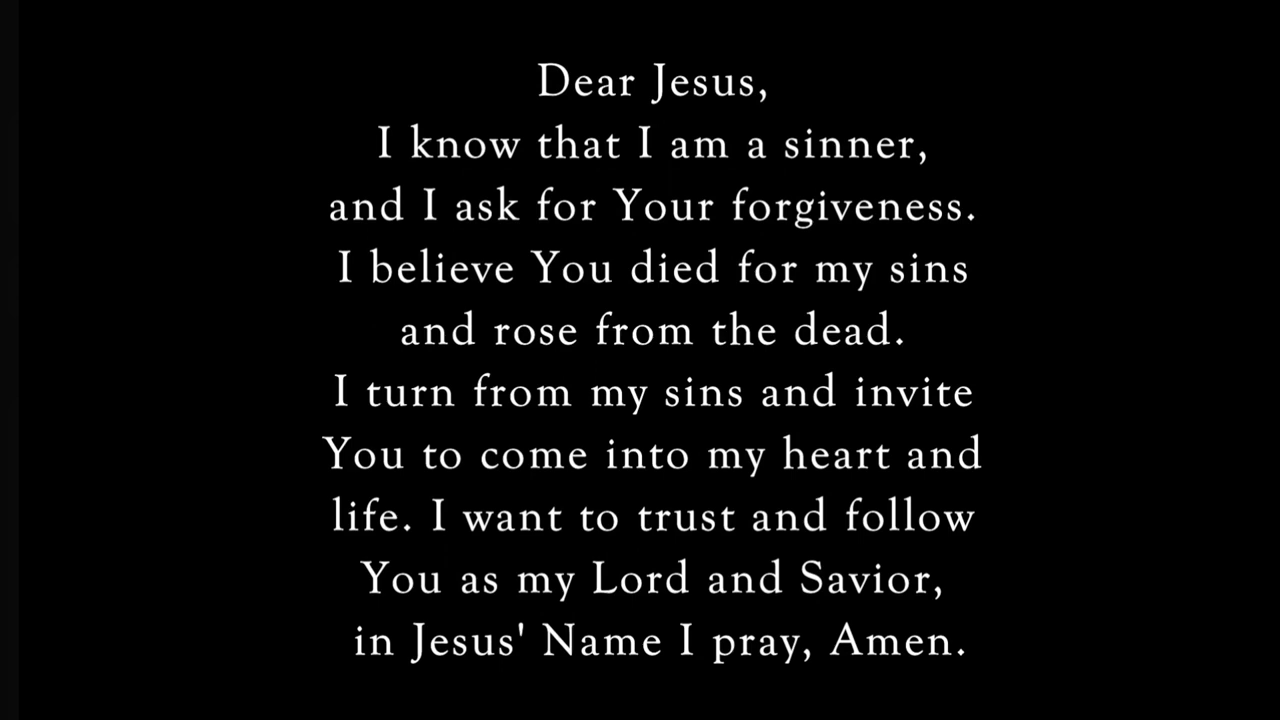 Dear Jesus,
I know that I am a sinner,
and I ask for Your forgiveness.
I believe You died for my sins
and rose from the dead.
I turn from my sins and invite
You to come into my heart and
life. I want to trust and follow
You as my Lord and Savior,
in Jesus' Name I pray, Amen.